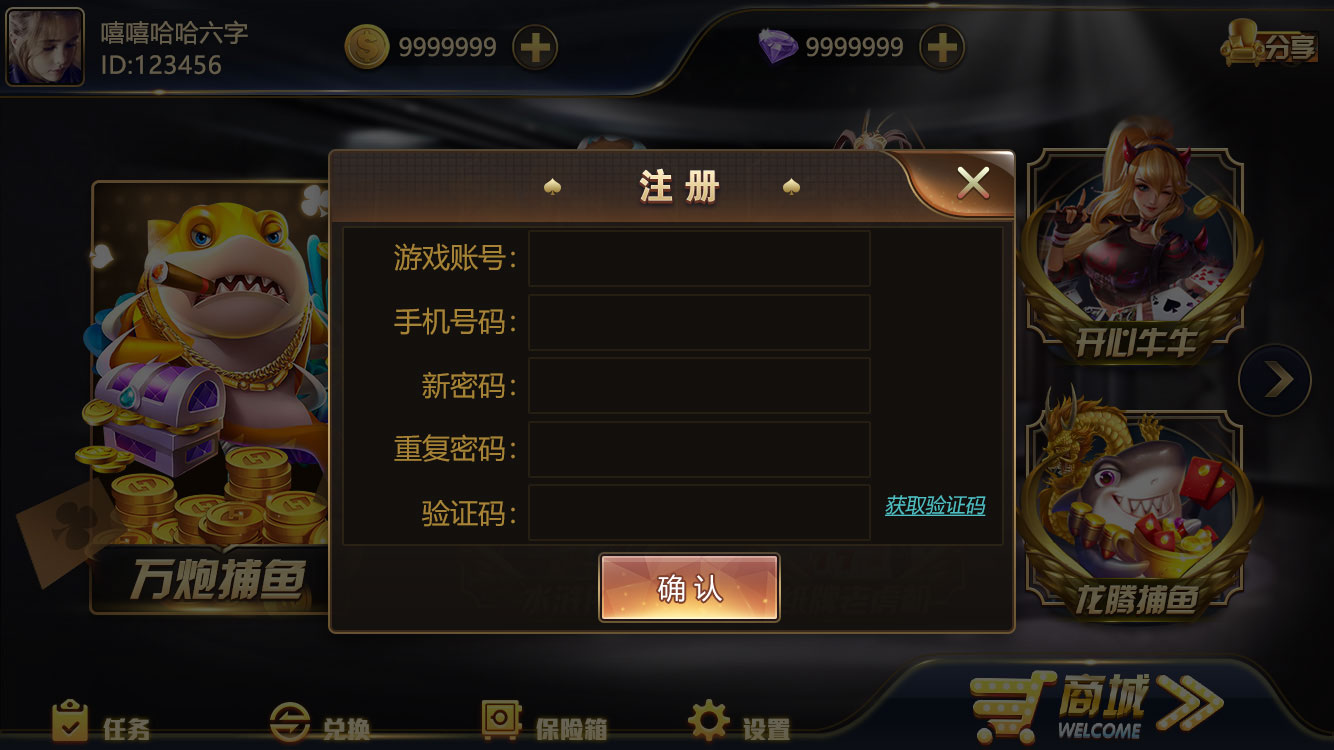 嘻嘻哈哈六字
ID:123456
9999999
9999999
分享
注册
游戏账号：
手机号码：
新密码：
重复密码：
验证码：
获取验证码
确认
万炮捕鱼
开心牛牛
龙腾捕鱼
任务
兑换
保险箱
设置
商城
WELCOME